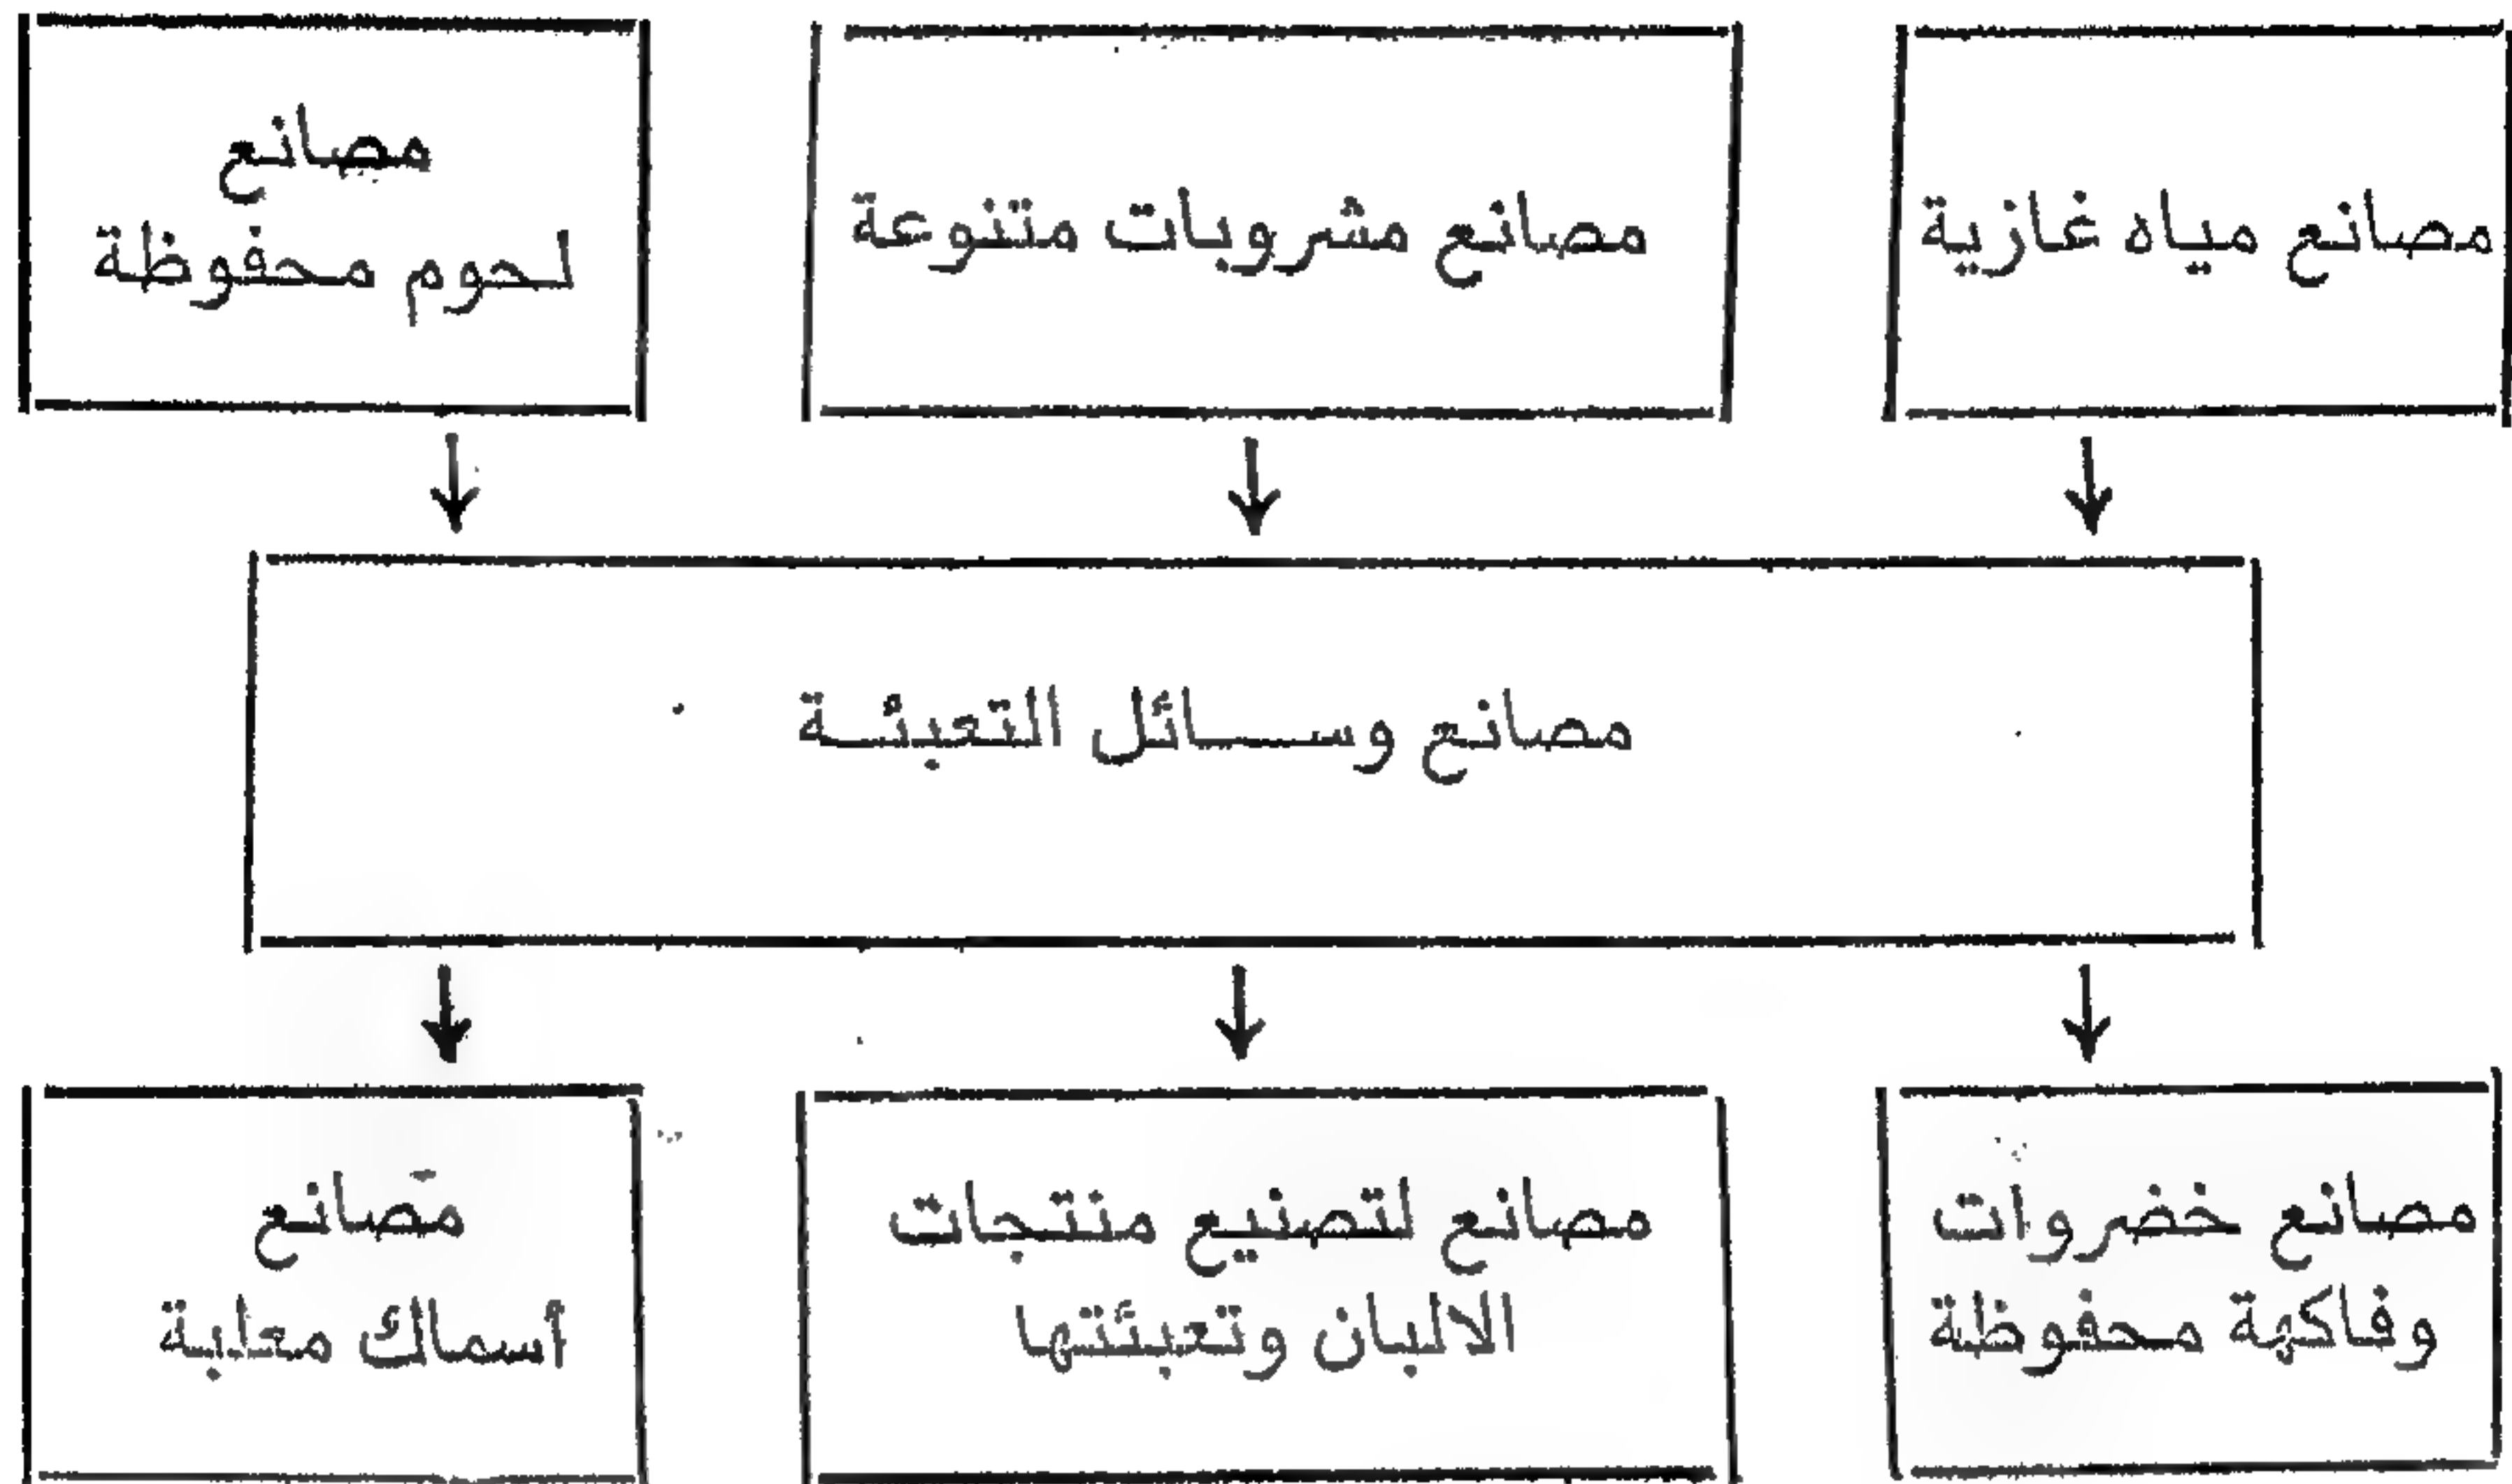 مصانع مياه غازية
مصانع مشروبات متنوعة
مصانع
لحوم محفوظة
مصانع وسائل التعبئة
مصانع خضروات
وفاكهة محفوظة
مصانع لتصنيع منتجات
الالبان وتعبئتها
مصانع
أسماك معلبة